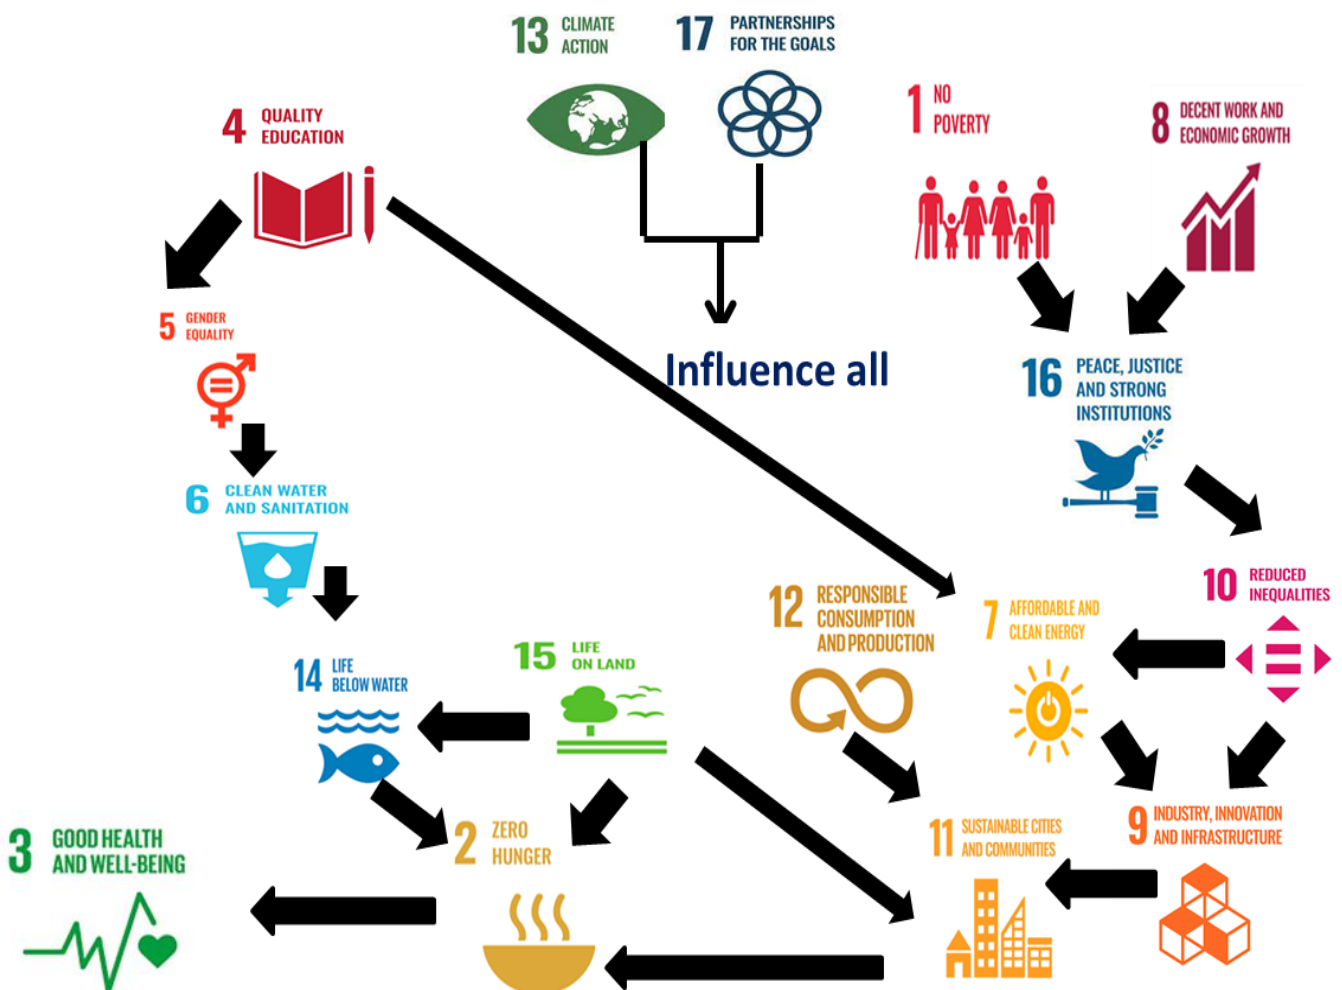 13 CLIMATE
ACTION
17 PARTNERSHIPS
FOR THE GOALS
1 NO
POVERTY
8 DECENT WORK AND
ECONOMIC GROWTH
4 QUALITY
EDUCATION
5 GENDER
EQUALITY
Influence all
16 PEACE, JUSTICE
AND STRONG
INSTITUTIONS
6 CLEAN WATER
AND SANITATION
10 REDUCED
INEQUALITIES
12 RESPONSIBLE
CONSUMPTION
AND PRODUCTION
7 AFFORDABLE AND
CLEAN ENERGY
14 LIFE
BELOW WATER
15 LIFE
ON LAND
3 GOOD HEALTH
AND WELL-BEING
2 ZERO
HUNGER
11 SUSTAINABLE CITIES
AND COMMUNITIES
9 INDUSTRY, INNOVATION
AND INFRASTRUCTURE